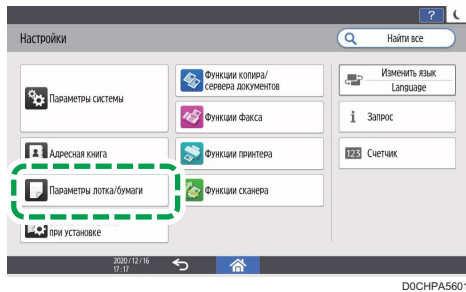 ?
Настройки
Найти все
Параметры системы
Функции копира/
сервера документов
Изменить язык
Language
Функции факса
i Запрос
Адресная книга
Функции принтера
123 Счетчик
Параметры лотка/бумаги
Функции сканера
при установке
2020/12/16
17:17
D0CHPA5601